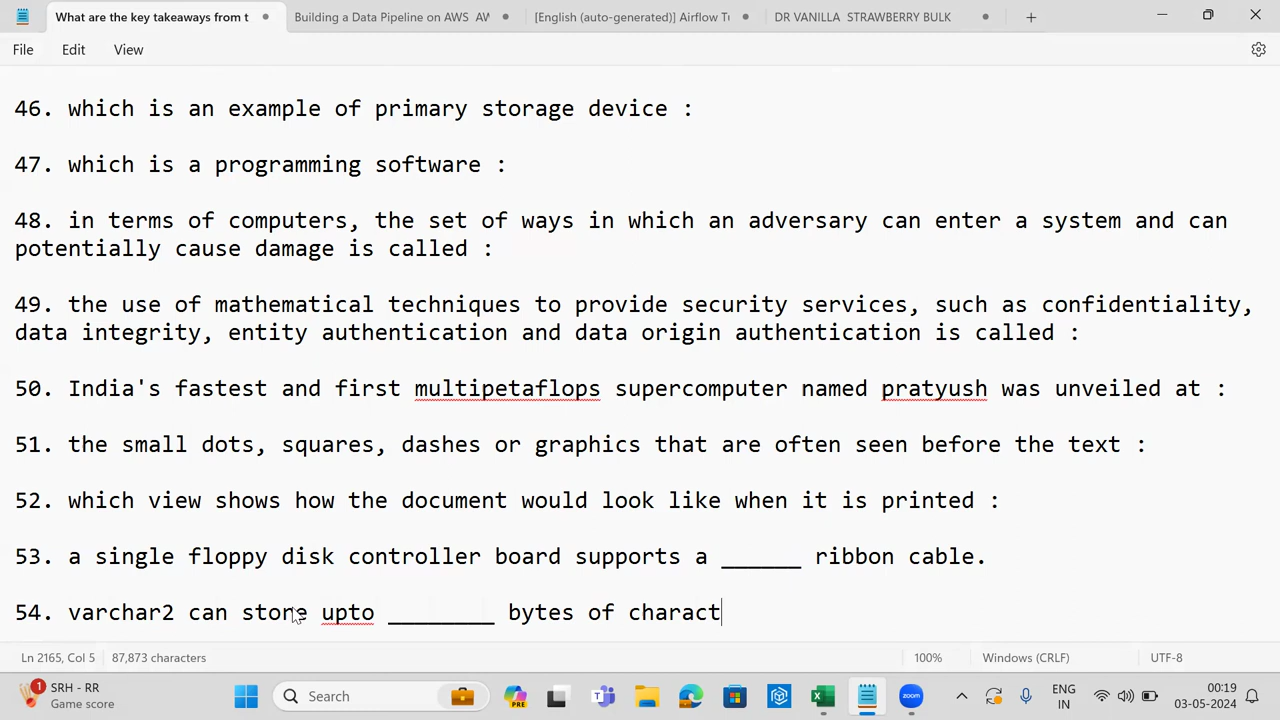 What are the key takeaways from t
Building a Data Pipeline on AWS AW
[English (auto-generated)] Airflow Tu
DR VANILLA STRAWBERRY BULK
File Edit View
46. which is an example of primary storage device :
47. which is a programming software :
48. in terms of computers, the set of ways in which an adversary can enter a system and can
potentially cause damage is called :
49. the use of mathematical techniques to provide security services, such as confidentiality,
data integrity, entity authentication and data origin authentication is called :
50. India's fastest and first multipetaflops supercomputer named pratyush was unveiled at :
51. the small dots, squares, dashes or graphics that are often seen before the text :
52. which view shows how the document would look like when it is printed :
53. a single floppy disk controller board supports a ______ ribbon cable.
54. varchar2 can store upto ________ bytes of charact
Ln 2165, Col 5 87,873 characters 100% Windows (CRLF) UTF-8
1 SRH - RR
Game score
Search
PRE
zoom
ENG
IN
00:19
03-05-2024